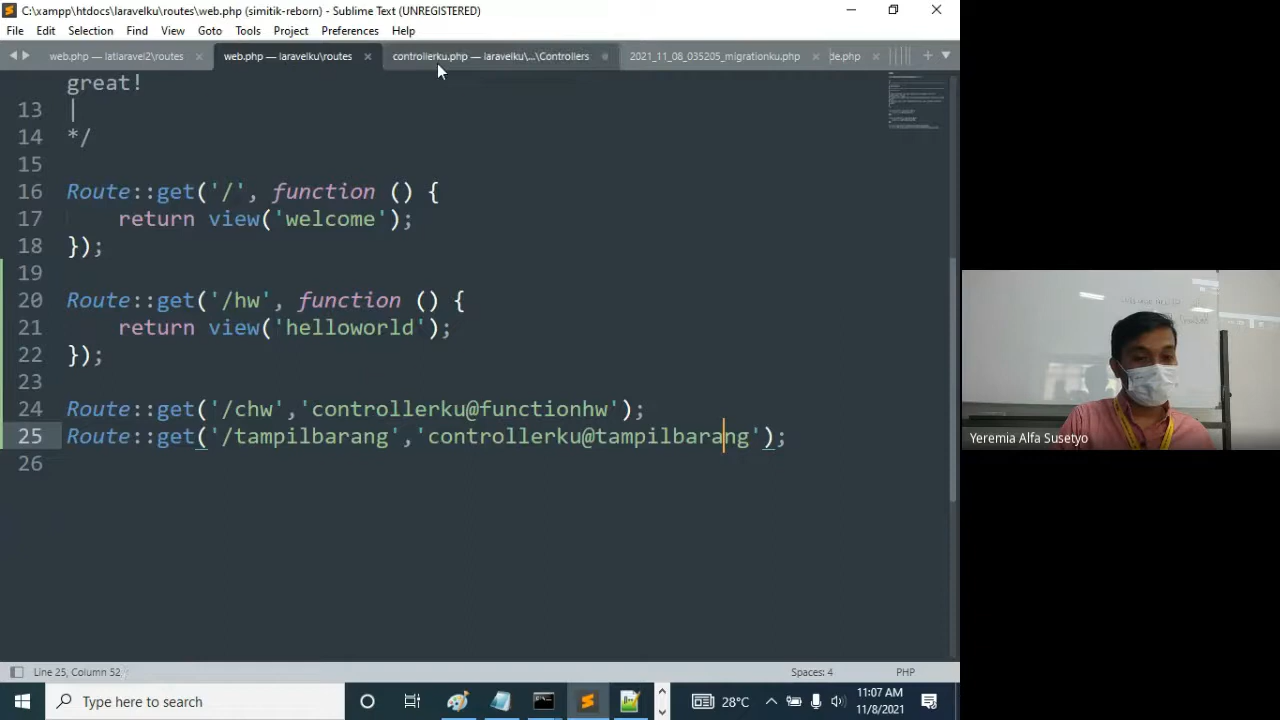 C:\xampp\htdocs\laravelku\routes\web.php (simitik-reborn) - Sublime Text (UNREGISTERED)
File Edit Selection Find View Goto Tools Project Preferences Help
web.php — latlaravel2\routes web.php — laravelku\routes controllerku.php — laravelku\...\Controllers 2021_11_08_035205_migrationku.php de.php
great!
13 |
14 */
15
16 Route::get('/', function () {
17 return view('welcome');
18 });
19
20 Route::get('/hw', function () {
21 return view('helloworld');
22 });
23
24 Route::get('/chw','controllerku@functionhw');
25 Route::get('/tampilbarang','controllerku@tampilbarang');
26
Yeremia Alfa Susetyo
Line 25, Column 52 Spaces: 4 PHP
Type here to search 28°C 11:07 AM
11/8/2021